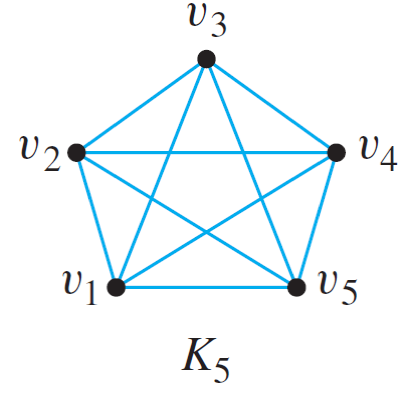 v₃
v₂ v₄
v₁ v₅
K₅